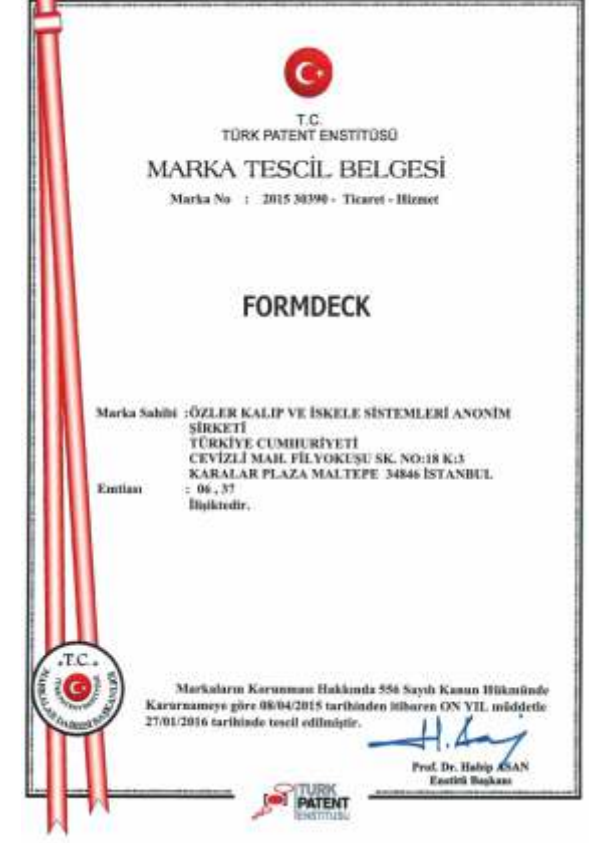 T.C.
TÜRK PATENT ENSTİTÜSÜ
MARKA TESCİL BELGESİ
Marka No : 2015 30390 - Ticaret - Hizmet
FORMDECK
Marka Sahibi :ÖZLER KALIP VE İSKELE SİSTEMLERİ ANONİM
ŞİRKETİ
TÜRKİYE CUMHURİYETİ
CEVİZLİ MAH. FİLYOKUŞU SK. NO:18 K:3
KARALAR PLAZA MALTEPE 34846 İSTANBUL
Emtiası : 06 , 37
İlişiktedir.
Markaların Korunması Hakkında 556 Sayılı Kanun Hükmünde
Kararnameye göre 08/04/2015 tarihinden itibaren ON YIL müddetle
27/01/2016 tarihinde tescil edilmiştir.
Prof. Dr. Habip ASAN
Enstitü Başkanı
T.C.
MARKALAR DAİRESİ BAŞKANLIĞI
TÜRK
PATENT
ENSTİTÜSÜ